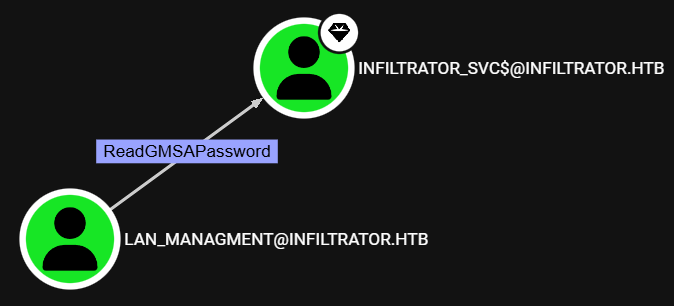 INFILTRATOR_SVC$@INFILTRATOR.HTB
ReadGMSAPassword
LAN_MANAGMENT@INFILTRATOR.HTB